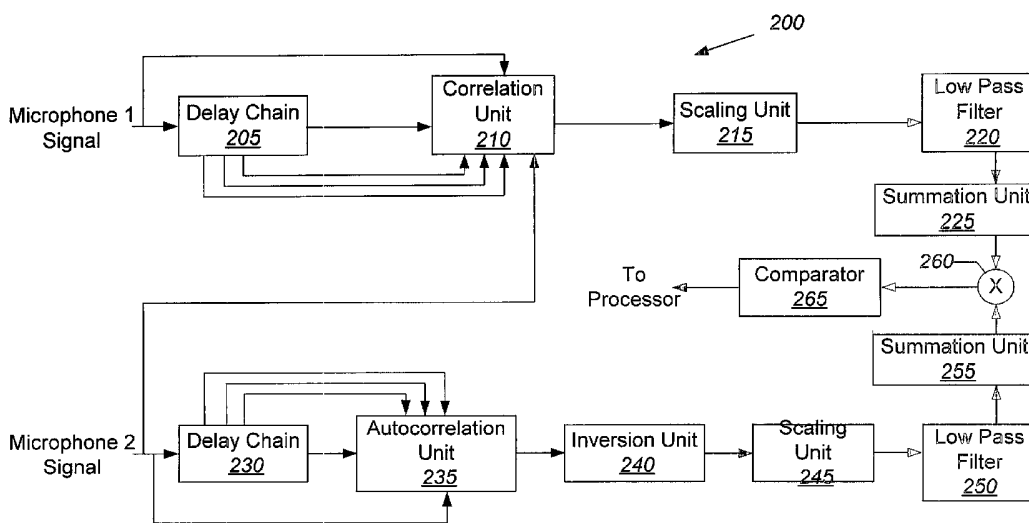 200
Microphone 1
Signal
Delay Chain
205
Correlation
Unit
210
Scaling Unit
215
Low Pass
Filter
220
Summation Unit
225
260
X
To
Processor
Comparator
265
Summation Unit
255
Microphone 2
Signal
Delay Chain
230
Autocorrelation
Unit
235
Inversion Unit
240
Scaling
Unit
245
Low Pass
Filter
250